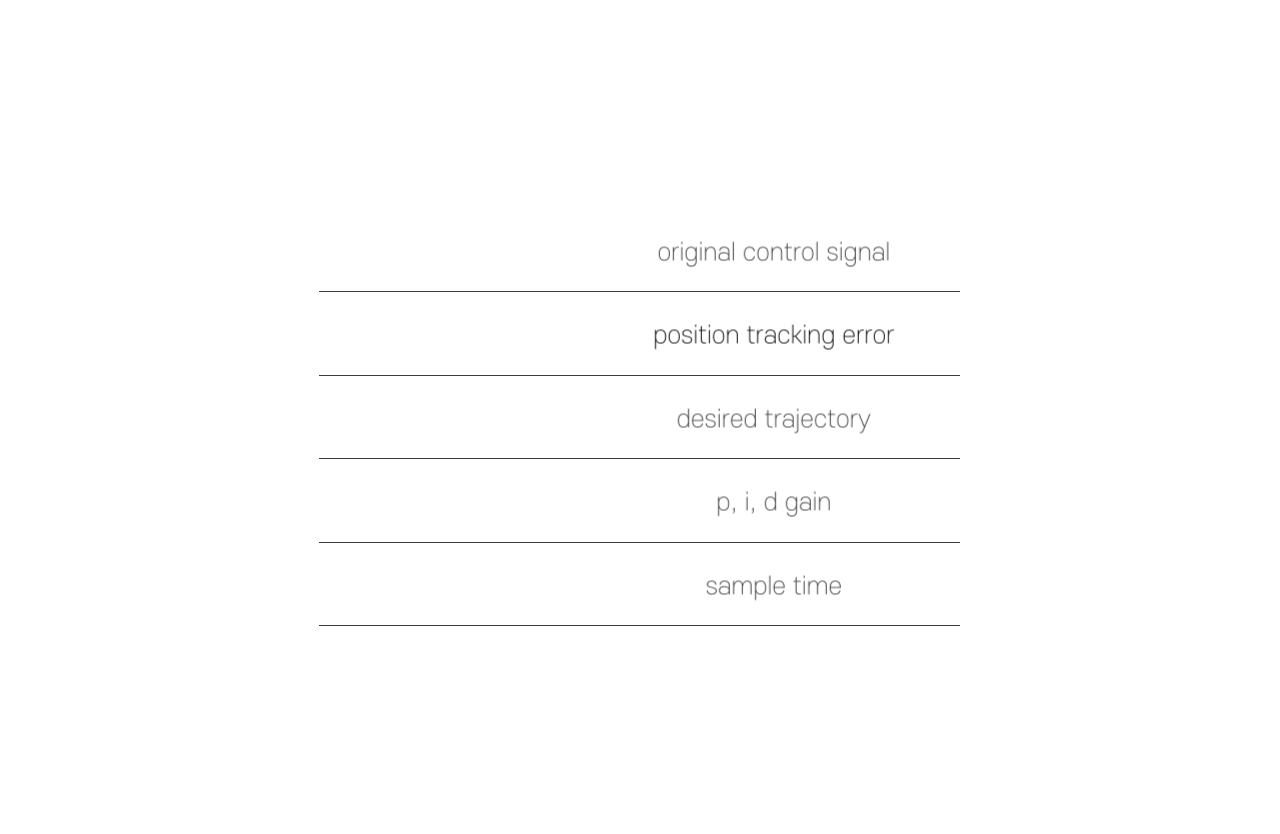 original control signal
position tracking error
desired trajectory
p, i, d gain
sample time